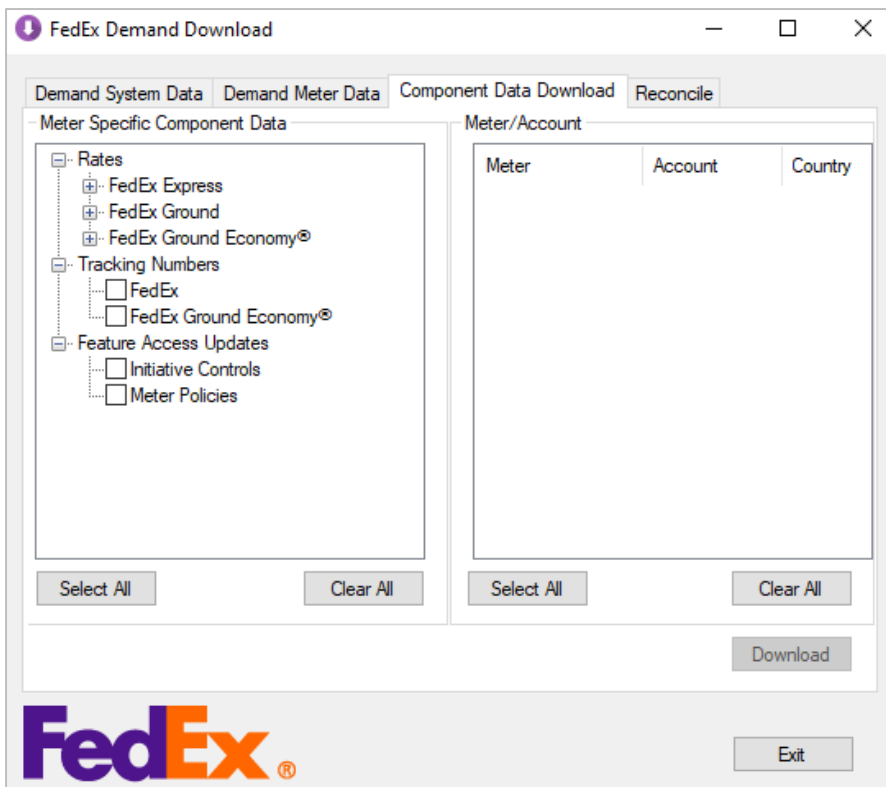 FedEx Demand Download
Demand System Data Demand Meter Data Component Data Download Reconcile
Meter Specific Component Data
Rates
FedEx Express
FedEx Ground
FedEx Ground Economy®
Tracking Numbers
FedEx
FedEx Ground Economy®
Feature Access Updates
Initiative Controls
Meter Policies
Select All Clear All
Meter/Account
Meter Account Country
Select All Clear All
Download
FedEx®
Exit